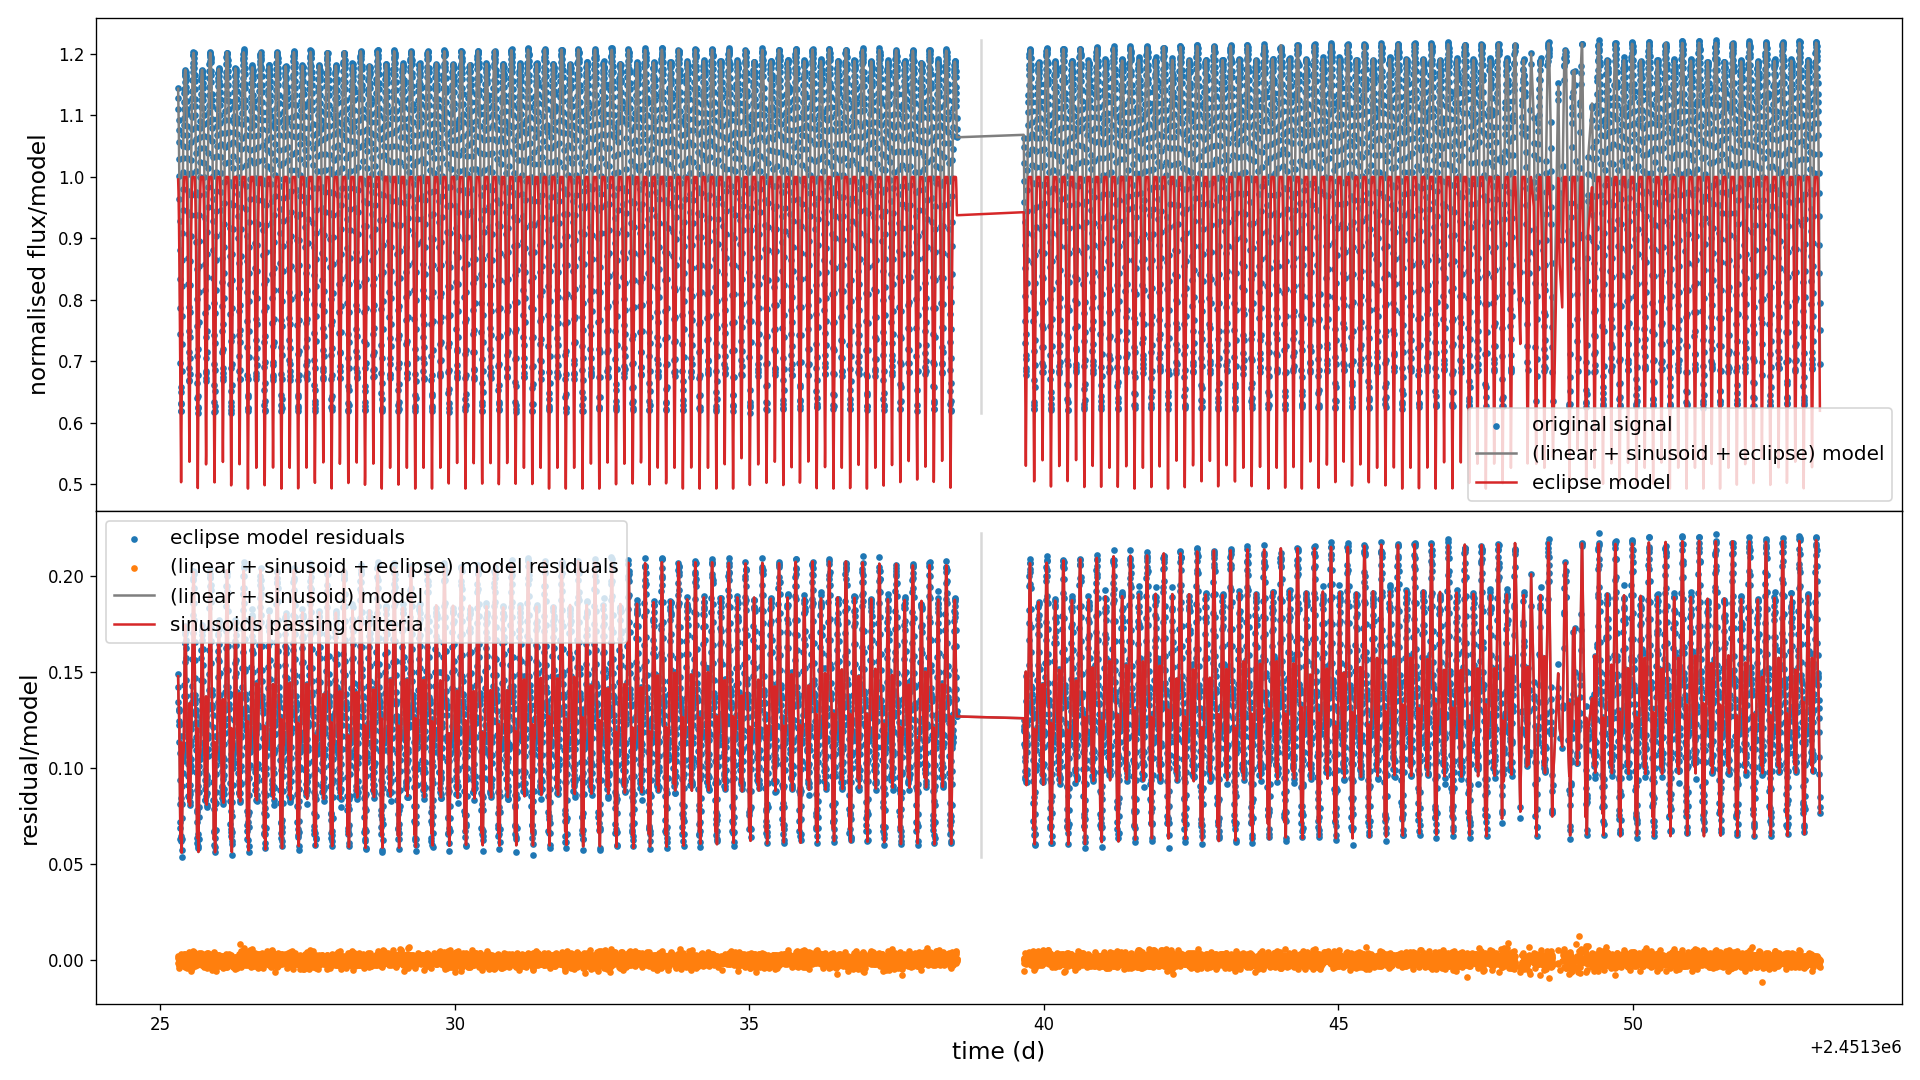 1.2
1.1
1.0
0.9
0.8
0.7
0.6
0.5
normalised flux/model
original signal
(linear + sinusoid + eclipse) model
eclipse model
eclipse model residuals
(linear + sinusoid + eclipse) model residuals
(linear + sinusoid) model
sinusoids passing criteria
0.20
0.15
0.10
0.05
0.00
residual/model
25
30
35
40
45
50
time (d)
+2.4513e6